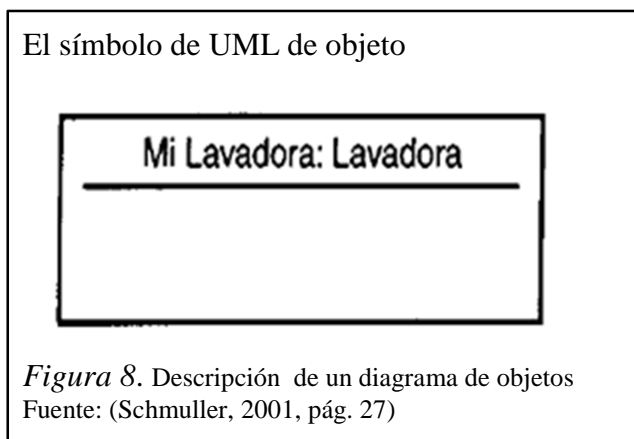 El símbolo de UML de objeto
Mi Lavadora: Lavadora
Figura 8. Descripción de un diagrama de objetos
Fuente: (Schmuller, 2001, pág. 27)